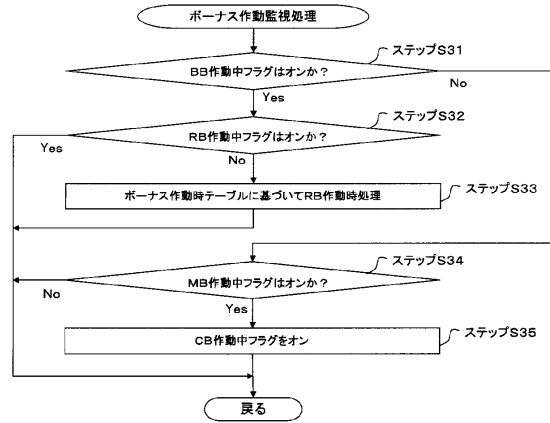 ボーナス作動監視処理
ステップS31
BB作動中フラグはオンか？
No
Yes
ステップS32
RB作動中フラグはオンか？
Yes
No
ステップS33
ボーナス作動時テーブルに基づいてRB作動時処理
ステップS34
MB作動中フラグはオンか？
No
Yes
ステップS35
CB作動中フラグをオン
戻る